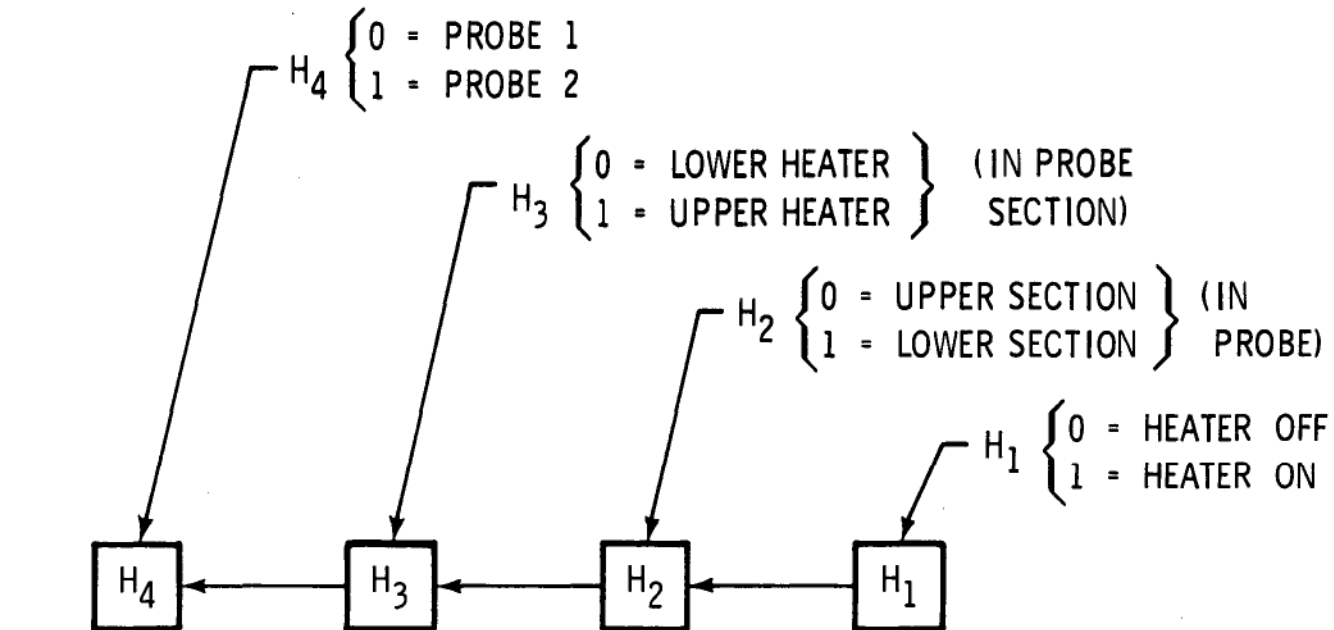 H4 { 0 = PROBE 1
1 = PROBE 2
H3 { 0 = LOWER HEATER } (IN PROBE
1 = UPPER HEATER SECTION)
H2 { 0 = UPPER SECTION } (IN
1 = LOWER SECTION PROBE)
H1 { 0 = HEATER OFF
1 = HEATER ON
H4 H3 H2 H1